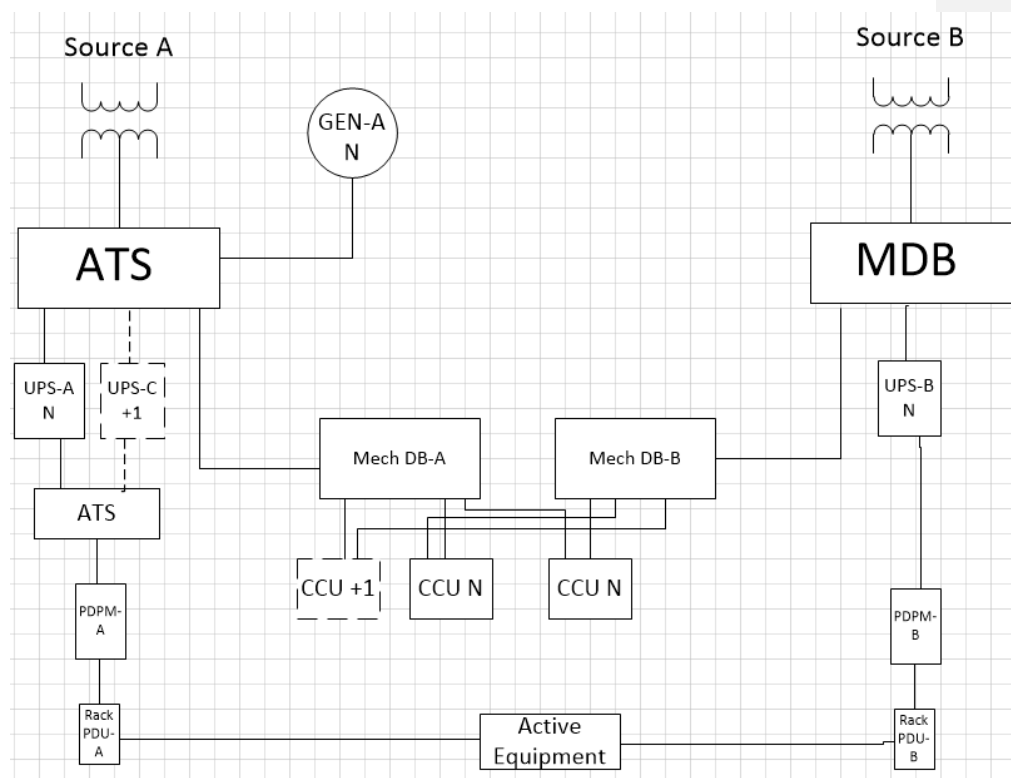 Source A
Source B
GEN-A
N
ATS
MDB
UPS-A
N
UPS-C
+1
UPS-B
N
Mech DB-A
Mech DB-B
ATS
CCU +1
CCU N
CCU N
PDPM-
A
PDPM-
B
Rack
PDU-
A
Active
Equipment
Rack
PDU-
B